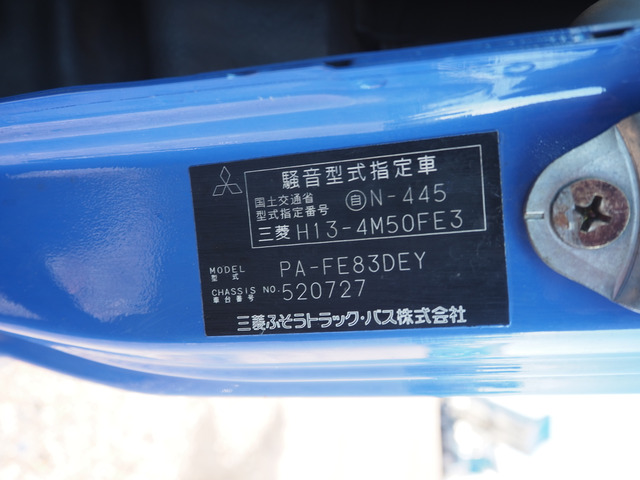 騒音型式指定車
国土交通省
型式指定番号 自N-445
三菱 H13-4M50FE3
MODEL
型式 PA-FE83DEY
CHASSIS NO.
車台番号 520727
三菱ふそうトラック・バス株式会社